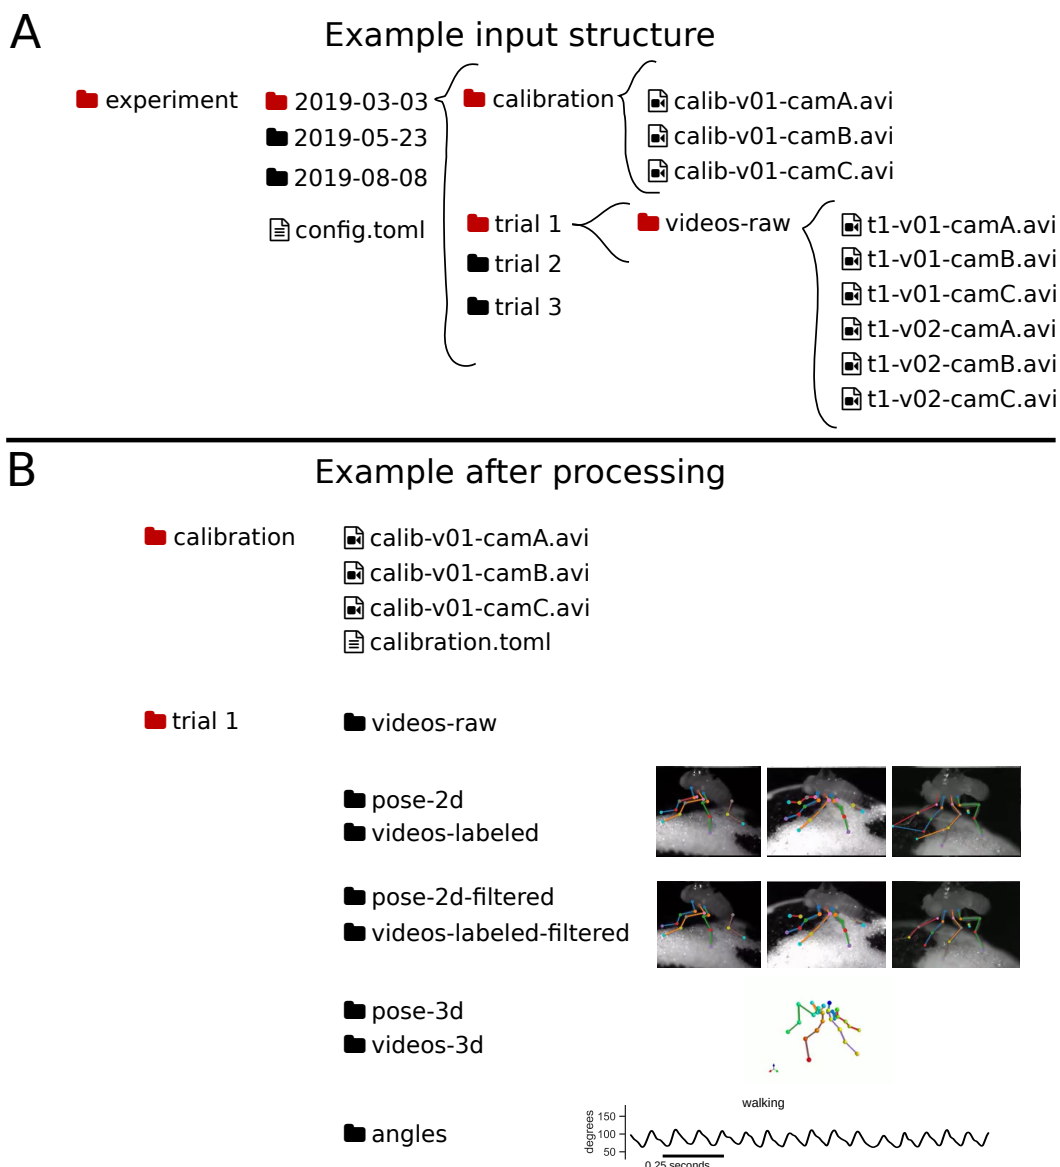 A
Example input structure
experiment
2019-03-03
2019-05-23
2019-08-08
config.toml
calibration
calib-v01-camA.avi
calib-v01-camB.avi
calib-v01-camC.avi
trial 1
trial 2
trial 3
videos-raw
t1-v01-camA.avi
t1-v01-camB.avi
t1-v01-camC.avi
t1-v02-camA.avi
t1-v02-camB.avi
t1-v02-camC.avi
B
Example after processing
calibration
calib-v01-camA.avi
calib-v01-camB.avi
calib-v01-camC.avi
calibration.toml
trial 1
videos-raw
pose-2d
videos-labeled
pose-2d-filtered
videos-labeled-filtered
pose-3d
videos-3d
angles
walking
degrees
150
100
50
0.25 seconds